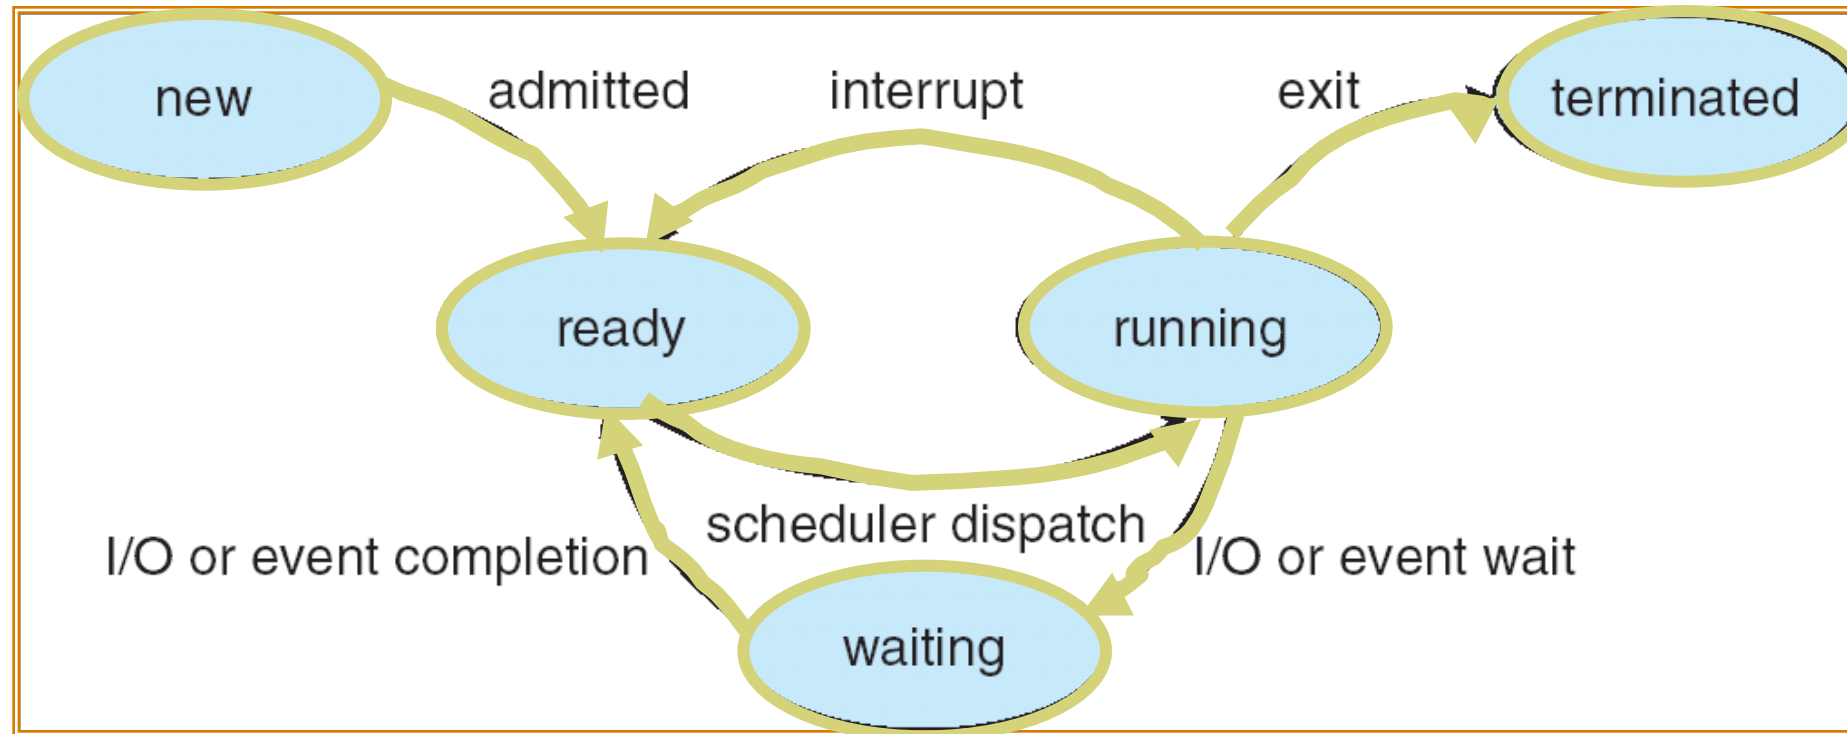 new
admitted
interrupt
exit
terminated
ready
running
scheduler dispatch
I/O or event completion
I/O or event wait
waiting